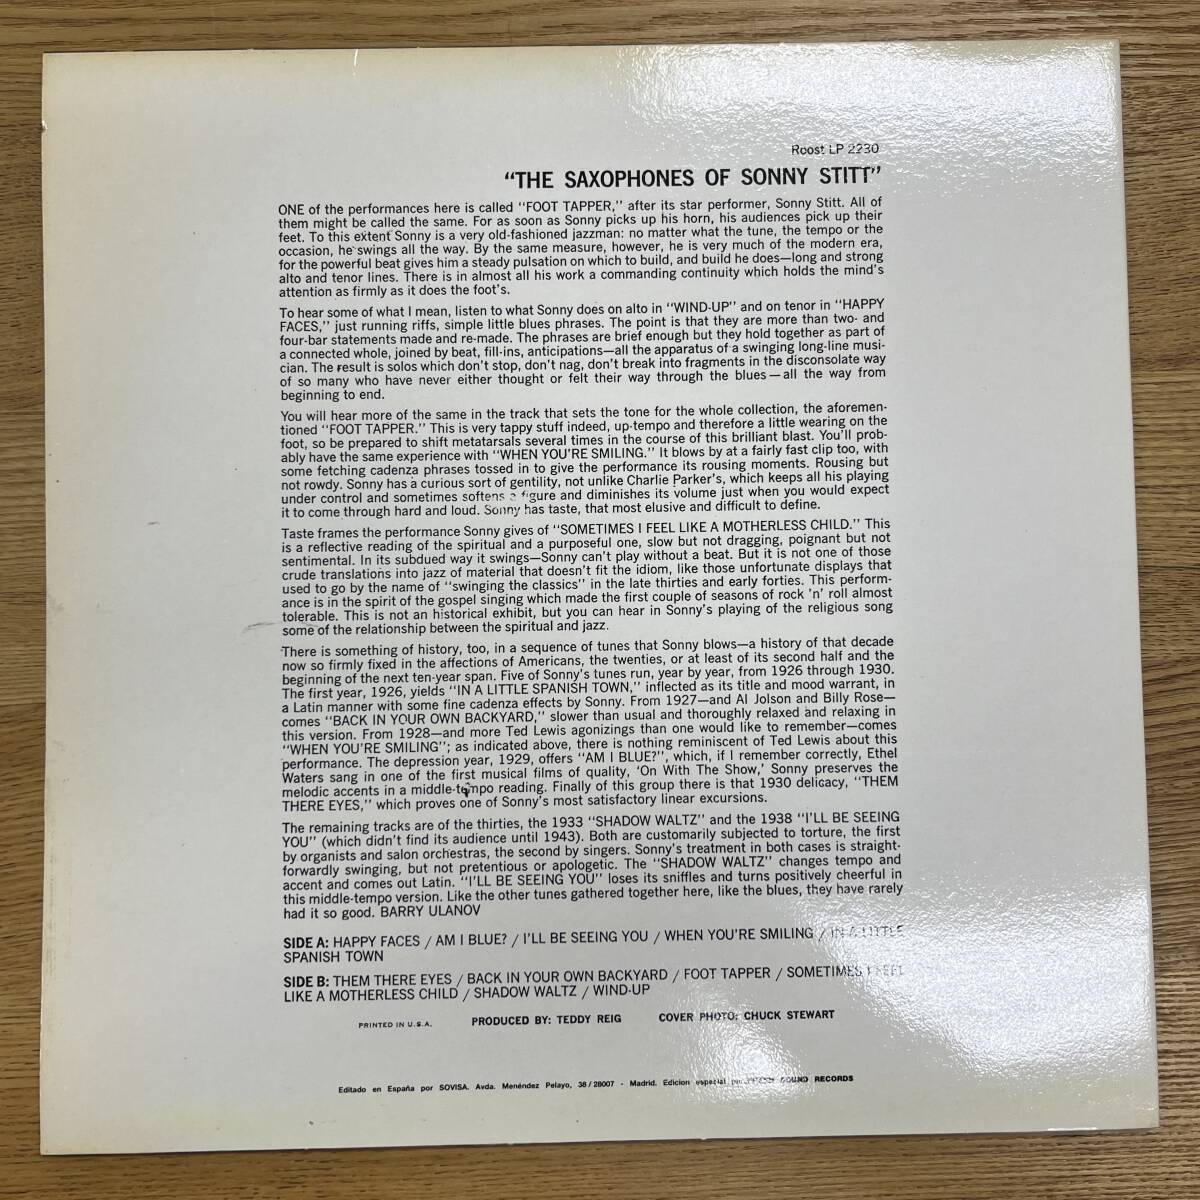 Roost LP 2230
"THE SAXOPHONES OF SONNY STITT"
ONE of the performances here is called "FOOT TAPPER," after its star performer, Sonny Stitt. All of
them might be called the same. For as soon as Sonny picks up his horn, his audiences pick up their
feet. To this extent Sonny is a very old-fashioned jazzman: no matter what the tune, the tempo or the
occasion, he swings all the way. By the same measure, however, he is very much of the modern era,
for the powerful beat gives him a steady pulsation on which to build, and build he does—long and strong
alto and tenor lines. There is in almost all his work a commanding continuity which holds the mind's
attention as firmly as it does the foot's.
To hear some of what I mean, listen to what Sonny does on alto in "WIND-UP" and on tenor in "HAPPY
FACES," just running riffs, simple little blues phrases. The point is that they are more than two- and
four-bar statements made and re-made. The phrases are brief enough but they hold together as part of
a connected whole, joined by beat, fill-ins, anticipations—all the apparatus of a swinging long-line musi-
cian. The result is solos which don't stop, don't nag, don't break into fragments in the disconsolate way
of so many who have never either thought or felt their way through the blues—all the way from
beginning to end.
You will hear more of the same in the track that sets the tone for the whole collection, the aforemen-
tioned "FOOT TAPPER." This is very tappy stuff indeed, up-tempo and therefore a little wearing on the
foot, so be prepared to shift metatarsals several times in the course of this brilliant blast. You'll prob-
ably have the same experience with "WHEN YOU'RE SMILING." It blows by at a fairly fast clip too, with
some fetching cadenza phrases tossed in to give the performance its rousing moments. Rousing but
not rowdy. Sonny has a curious sort of gentility, not unlike Charlie Parker's, which keeps all his playing
under control and sometimes softens a figure and diminishes its volume just when you would expect
it to come through hard and loud. Sonny has taste, that most elusive and difficult to define.
Taste frames the performance Sonny gives of "SOMETIMES I FEEL LIKE A MOTHERLESS CHILD." This
is a reflective reading of the spiritual and a purposeful one, slow but not dragging, poignant but not
sentimental. In its subdued way it swings—Sonny can't play without a beat. But it is not one of those
crude translations into jazz of material that doesn't fit the idiom, like those unfortunate displays that
used to go by the name of "swinging the classics" in the late thirties and early forties. This perform-
ance is in the spirit of the gospel singing which made the first couple of seasons of rock 'n' roll almost
tolerable. This is not an historical exhibit, but you can hear in Sonny's playing of the religious song
some of the relationship between the spiritual and jazz.
There is something of history, too, in a sequence of tunes that Sonny blows—a history of that decade
now so firmly fixed in the affections of Americans, the twenties, or at least of its second half and the
beginning of the next ten-year span. Five of Sonny's tunes run, year by year, from 1926 through 1930.
The first year, 1926, yields "IN A LITTLE SPANISH TOWN," inflected as its title and mood warrant, in
a Latin manner with some fine cadenza effects by Sonny. From 1927—and Al Jolson and Billy Rose—
comes "BACK IN YOUR OWN BACKYARD," slower than usual and thoroughly relaxed and relaxing in
this version. From 1928—and more Ted Lewis agonizings than one would like to remember—comes
"WHEN YOU'RE SMILING"; as indicated above, there is nothing reminiscent of Ted Lewis about this
performance. The depression year, 1929, offers "AM I BLUE?", which, if I remember correctly, Ethel
Waters sang in one of the first musical films of quality, 'On With The Show,' Sonny preserves the
melodic accents in a middle-tempo reading. Finally of this group there is that 1930 delicacy, "THEM
THERE EYES," which proves one of Sonny's most satisfactory linear excursions.
The remaining tracks are of the thirties, the 1933 "SHADOW WALTZ" and the 1938 "I'LL BE SEEING
YOU" (which didn't find its audience until 1943). Both are customarily subjected to torture, the first
by organists and salon orchestras, the second by singers. Sonny's treatment in both cases is straight-
forwardly swinging, but not pretentious or apologetic. The "SHADOW WALTZ" changes tempo and
accent and comes out Latin. "I'LL BE SEEING YOU" loses its sniffles and turns positively cheerful in
this middle-tempo version. Like the other tunes gathered together here, like the blues, they have rarely
had it so good. BARRY ULANOV
SIDE A: HAPPY FACES / AM I BLUE? / I'LL BE SEEING YOU / WHEN YOU'RE SMILING / IN A LITTLE
SPANISH TOWN
SIDE B: THEM THERE EYES / BACK IN YOUR OWN BACKYARD / FOOT TAPPER / SOMETIMES I FEEL
LIKE A MOTHERLESS CHILD / SHADOW WALTZ / WIND-UP
PRINTED IN U.S.A. PRODUCED BY: TEDDY REIG COVER PHOTO: CHUCK STEWART
Editado en España por SOVISA. Avda. Menéndez Pelayo, 38/28007 - Madrid. Edicion especial SOUND RECORDS